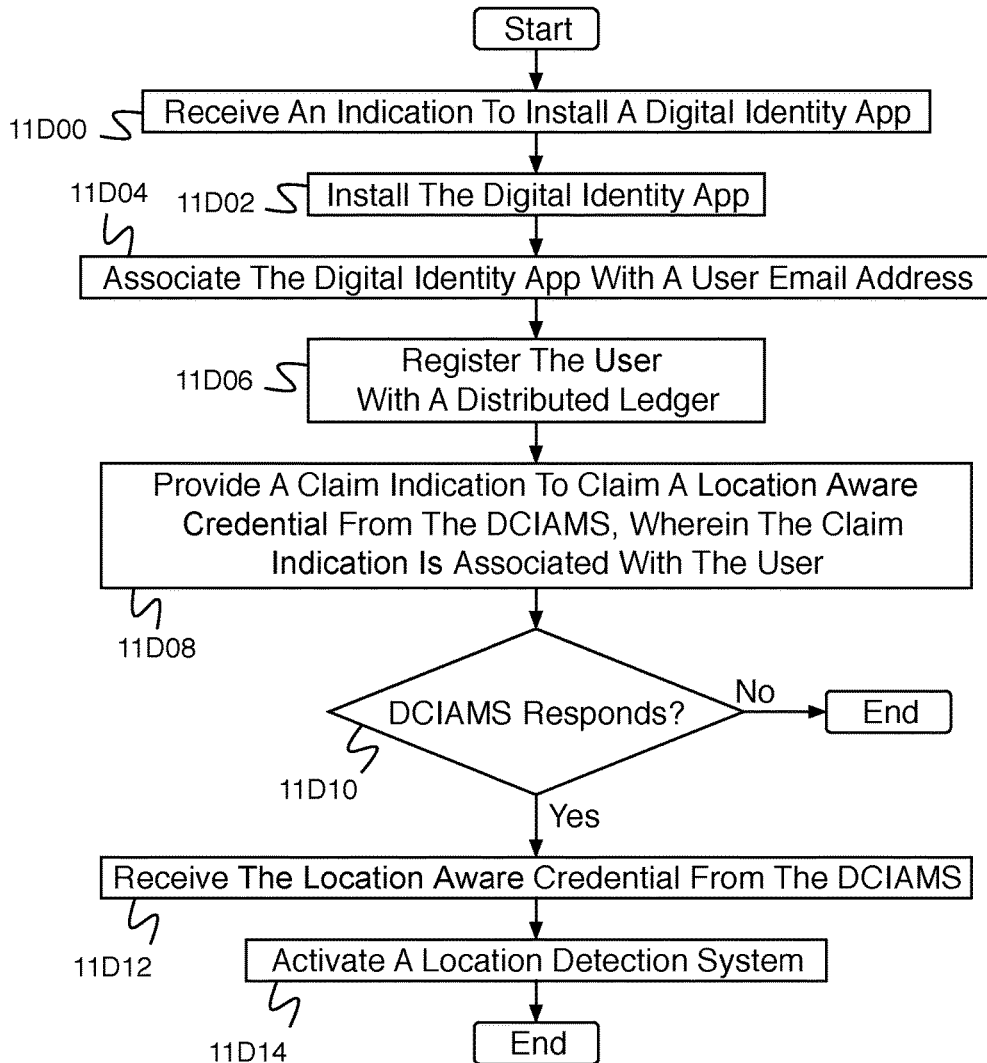 Start
11D00
Receive An Indication To Install A Digital Identity App
11D04
11D02
Install The Digital Identity App
Associate The Digital Identity App With A User Email Address
11D06
Register The User
With A Distributed Ledger
Provide A Claim Indication To Claim A Location Aware
Credential From The DCIAMS, Wherein The Claim
Indication Is Associated With The User
11D08
DCIAMS Responds?
No
End
11D10
Yes
Receive The Location Aware Credential From The DCIAMS
11D12
Activate A Location Detection System
11D14
End